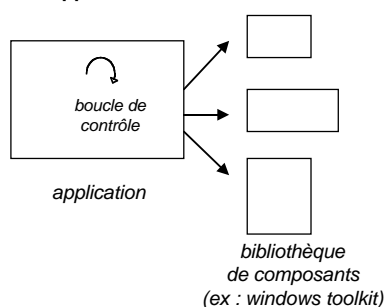 boucle de
contrôle
application
bibliothèque
de composants
(ex : windows toolkit)